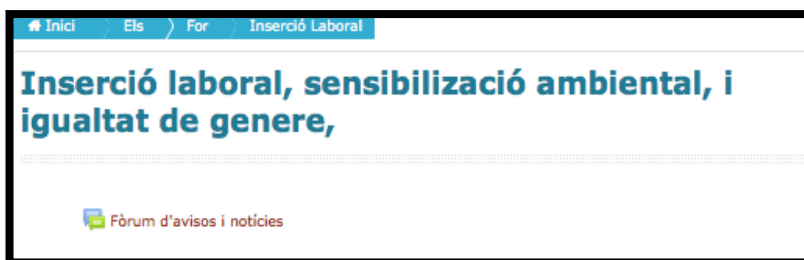 Inici Els For Inserció Laboral
Inserció laboral, sensibilizació ambiental, i
igualtat de genere,
Fòrum d'avisos i notícies